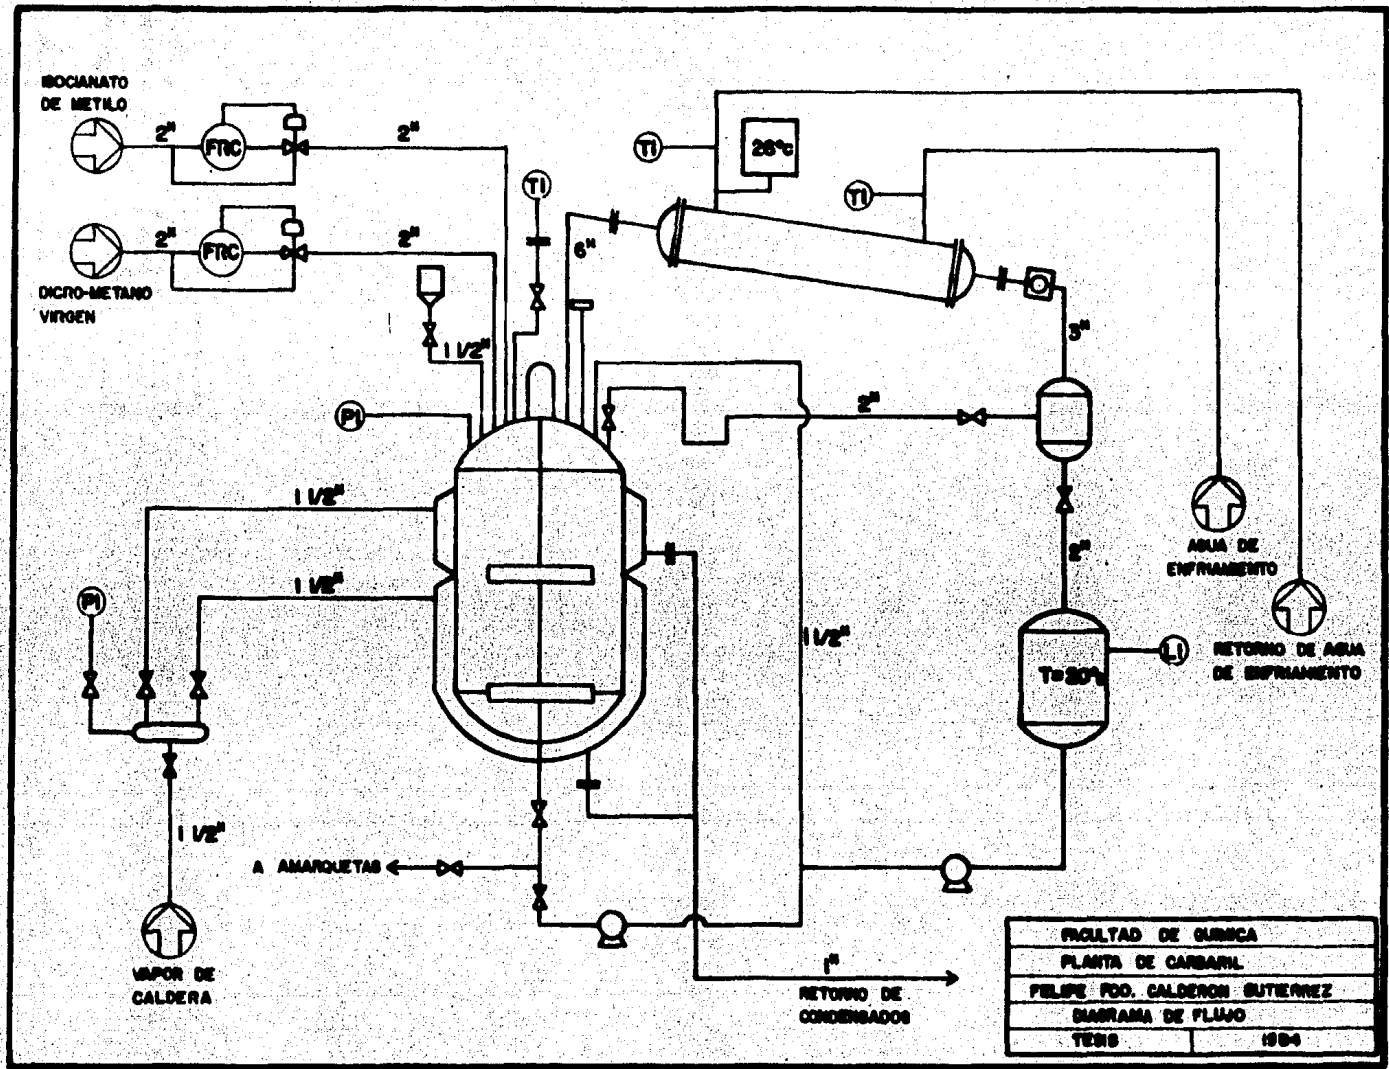 ISOCIANATO
DE METILO
2"
FRC
2"
TI
TI
26°C
TI
6"
2"
FRC
2"
DICRO-METANO
VIRGEN
1 1/2"
3"
PI
2"
1 1/2"
AGUA DE
ENFRIAMIENTO
2"
1 1/2"
PI
1 1/2"
LI
RETORNO DE AGUA
DE ENFRIAMIENTO
1 1/2"
A AMARQUETAS
VAPOR DE
CALDERA
1"
RETORNO DE
CONDENSADOS
FACULTAD DE QUIMICA
PLANTA DE CARBARIL
FELIPE FDO. CALDERON GUTIERREZ
DIAGRAMA DE FLUJO
TESIS 1984